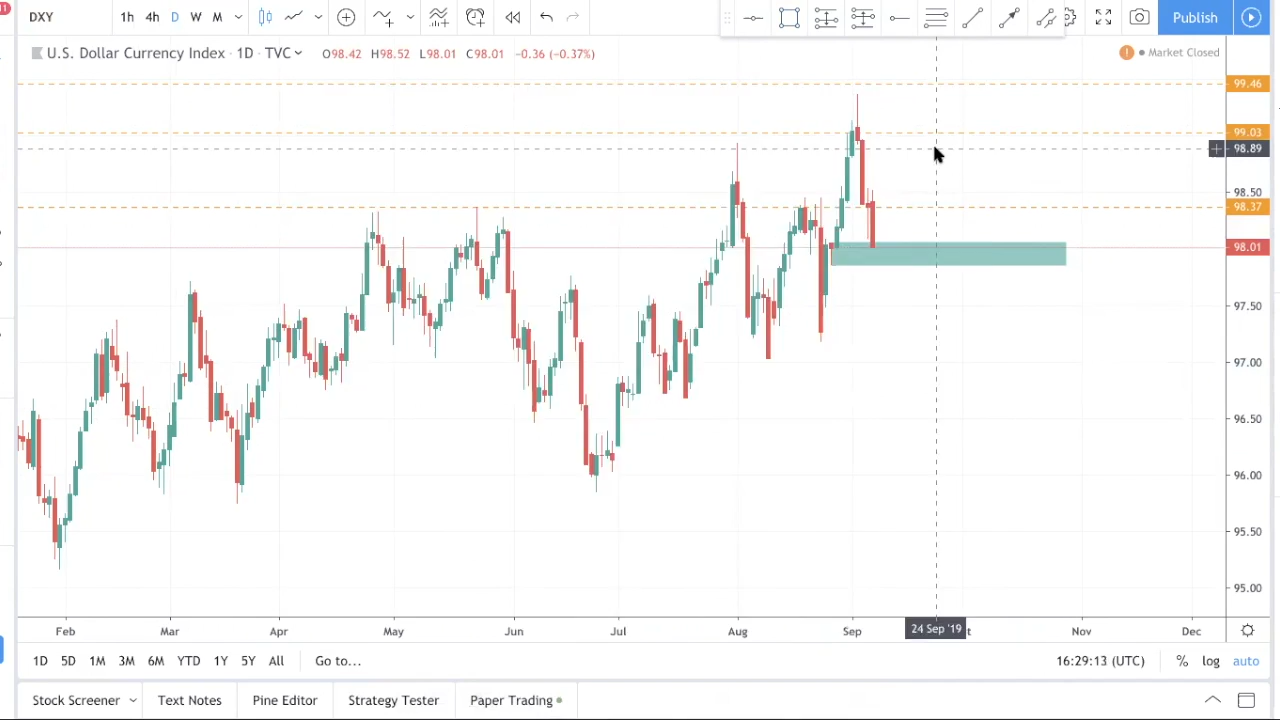 11
DXY 1h 4h D W M Publish
U.S. Dollar Currency Index · 1D · TVC O98.42 H98.52 L98.01 C98.01 −0.36 (−0.37%) ! Market Closed
99.46
99.03
98.89
98.50
98.37
98.01
97.50
97.00
96.50
96.00
95.50
95.00
Feb Mar Apr May Jun Jul Aug Sep 24 Sep '19 Nov Dec
1D 5D 1M 3M 6M YTD 1Y 5Y All Go to... 16:29:13 (UTC) % log auto
Stock Screener Text Notes Pine Editor Strategy Tester Paper Trading